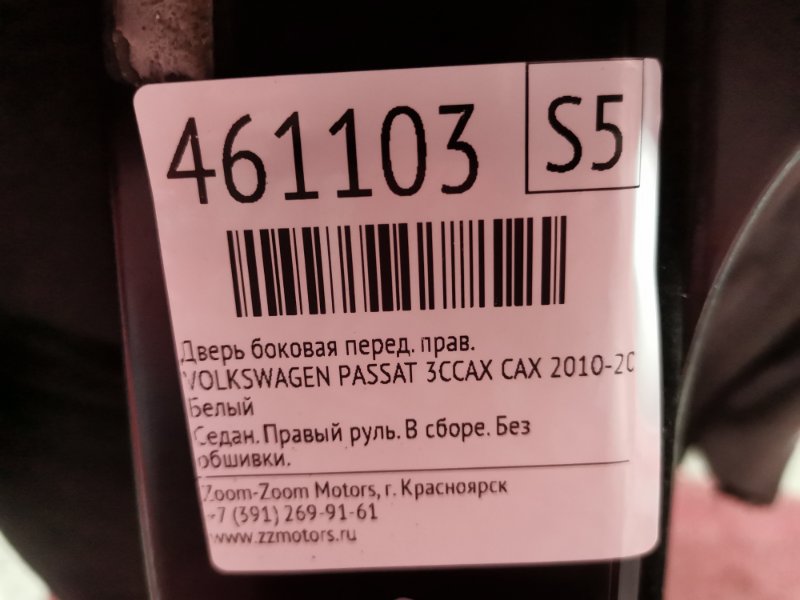 461103 S5
Дверь боковая перед. прав.
VOLKSWAGEN PASSAT 3CCAX CAX 2010-20
Белый
Седан. Правый руль. В сборе. Без
обшивки.
Zoom-Zoom Motors, г. Красноярск
+7 (391) 269-91-61
www.zzmotors.ru